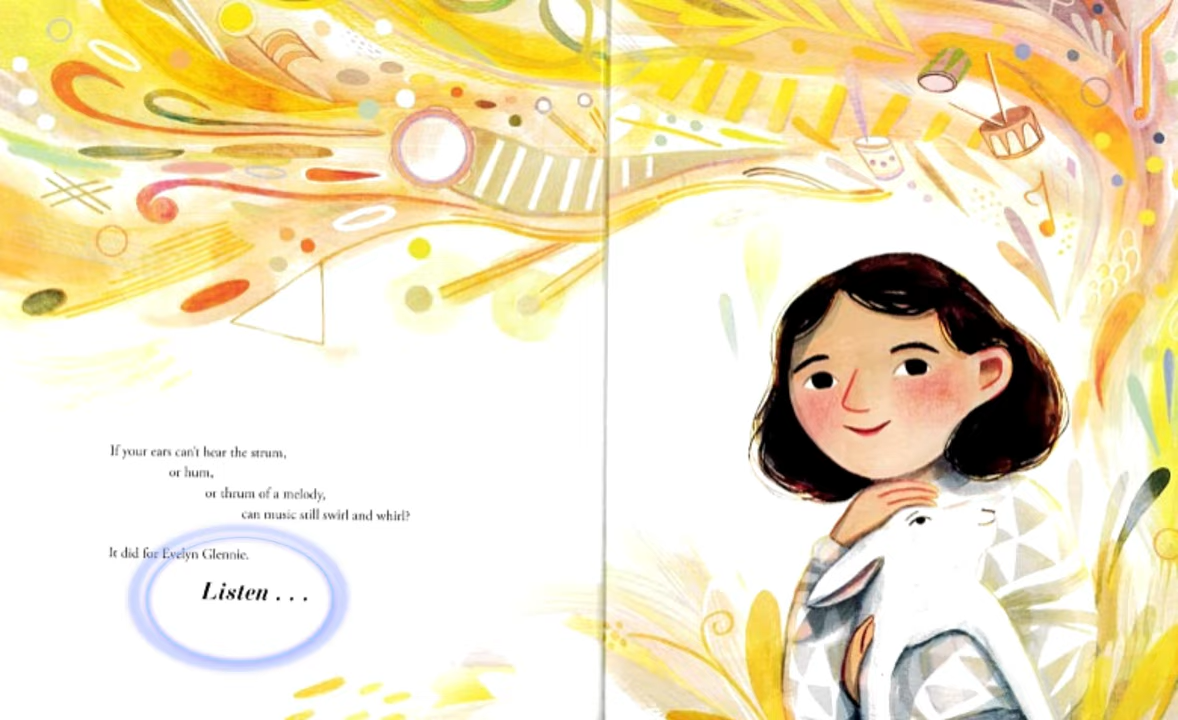 If your ears can't hear the strum,
or hum,
or thrum of a melody,
can music still swirl and whirl?
It did for Evelyn Glennie.
Listen . . .